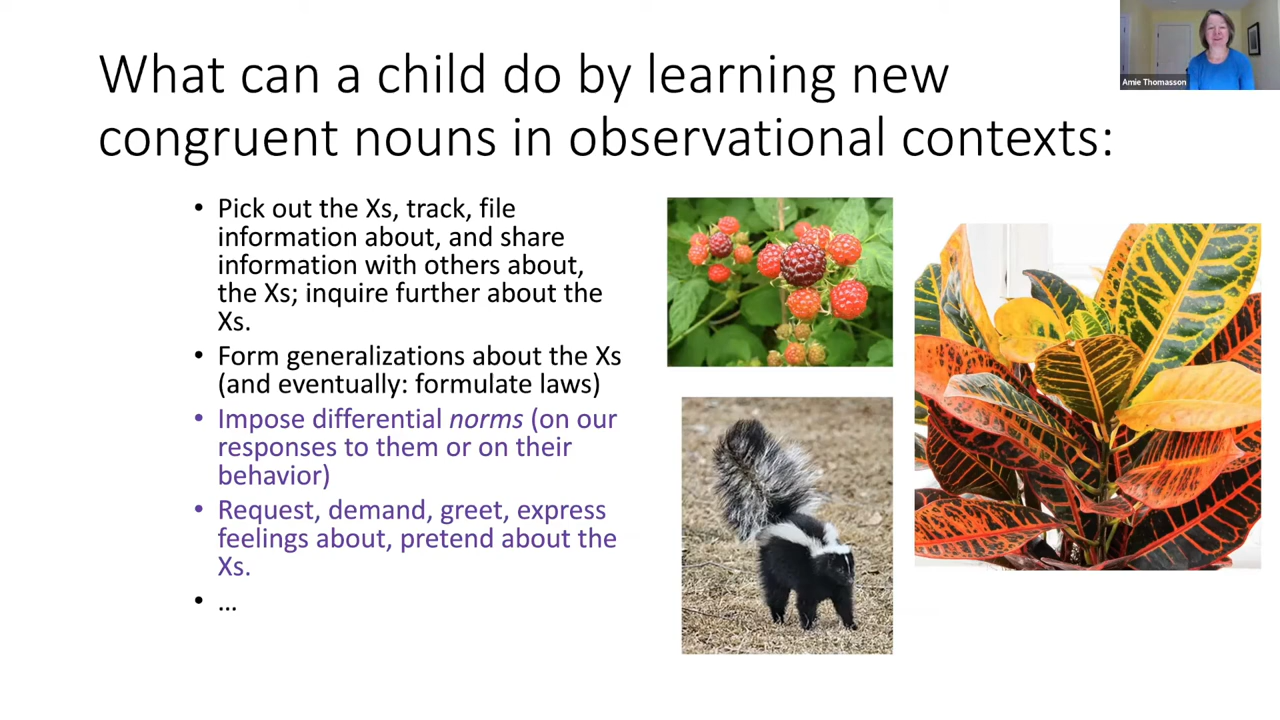 What can a child do by learning new
congruent nouns in observational contexts:
• Pick out the Xs, track, file
information about, and share
information with others about,
the Xs; inquire further about the
Xs.
• Form generalizations about the Xs
(and eventually: formulate laws)
• Impose differential norms (on our
responses to them or on their
behavior)
• Request, demand, greet, express
feelings about, pretend about the
Xs.
• …
Amie Thomasson